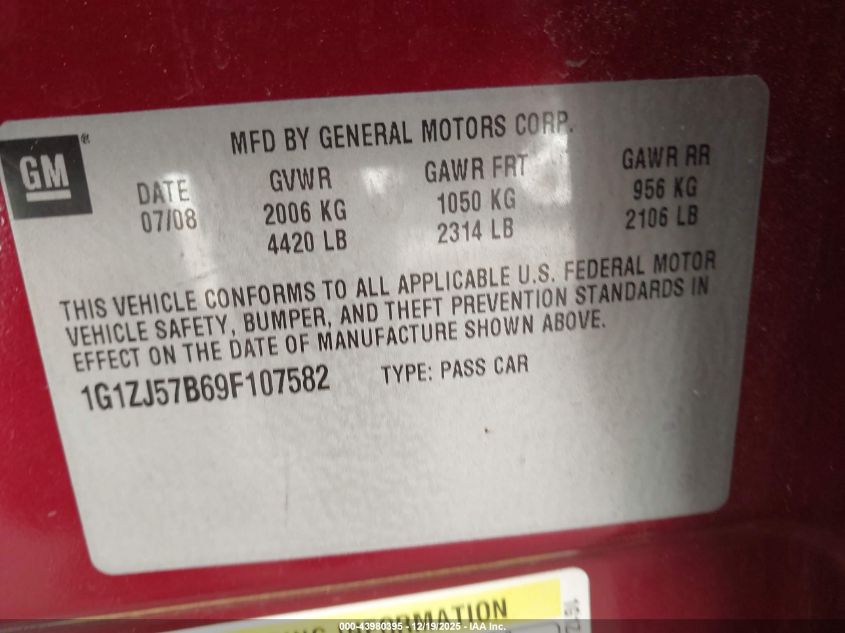 MFD BY GENERAL MOTORS CORP.
GM ®
DATE GVWR GAWR FRT GAWR RR
07/08 2006 KG 1050 KG 956 KG
4420 LB 2314 LB 2106 LB
THIS VEHICLE CONFORMS TO ALL APPLICABLE U.S. FEDERAL MOTOR
VEHICLE SAFETY, BUMPER, AND THEFT PREVENTION STANDARDS IN
EFFECT ON THE DATE OF MANUFACTURE SHOWN ABOVE.
1G1ZJ57B69F107582 TYPE: PASS CAR
INFORMATION
000-43980395 - 12/19/2025 - IAA Inc.